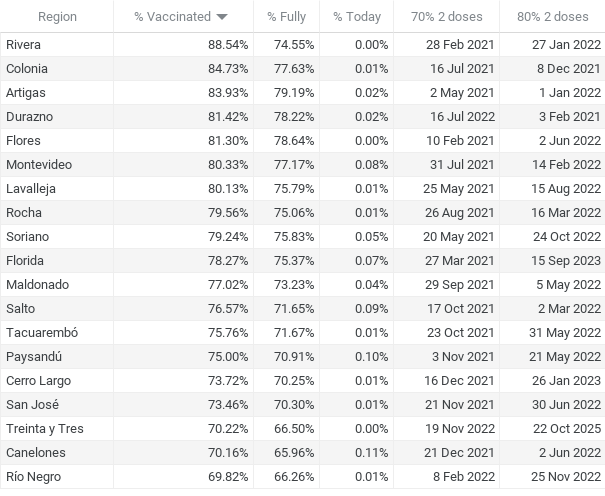 Region % Vaccinated % Fully % Today 70% 2 doses 80% 2 doses
Rivera 88.54% 74.55% 0.00% 28 Feb 2021 27 Jan 2022
Colonia 84.73% 77.63% 0.01% 16 Jul 2021 8 Dec 2021
Artigas 83.93% 79.19% 0.02% 2 May 2021 1 Jan 2022
Durazno 81.42% 78.22% 0.02% 16 Jul 2022 3 Feb 2021
Flores 81.30% 78.64% 0.00% 10 Feb 2021 2 Jun 2022
Montevideo 80.33% 77.17% 0.08% 31 Jul 2021 14 Feb 2022
Lavalleja 80.13% 75.79% 0.01% 25 May 2021 15 Aug 2022
Rocha 79.56% 75.06% 0.01% 26 Aug 2021 16 Mar 2022
Soriano 79.24% 75.83% 0.05% 20 May 2021 24 Oct 2022
Florida 78.27% 75.37% 0.07% 27 Mar 2021 15 Sep 2023
Maldonado 77.02% 73.23% 0.04% 29 Sep 2021 5 May 2022
Salto 76.57% 71.65% 0.09% 17 Oct 2021 2 Mar 2022
Tacuarembó 75.76% 71.67% 0.01% 23 Oct 2021 31 May 2022
Paysandú 75.00% 70.91% 0.10% 3 Nov 2021 21 May 2022
Cerro Largo 73.72% 70.25% 0.01% 16 Dec 2021 26 Jan 2023
San José 73.46% 70.30% 0.01% 21 Nov 2021 30 Jun 2022
Treinta y Tres 70.22% 66.50% 0.00% 19 Nov 2022 22 Oct 2025
Canelones 70.16% 65.96% 0.11% 21 Dec 2021 2 Jun 2022
Río Negro 69.82% 66.26% 0.01% 8 Feb 2022 25 Nov 2022